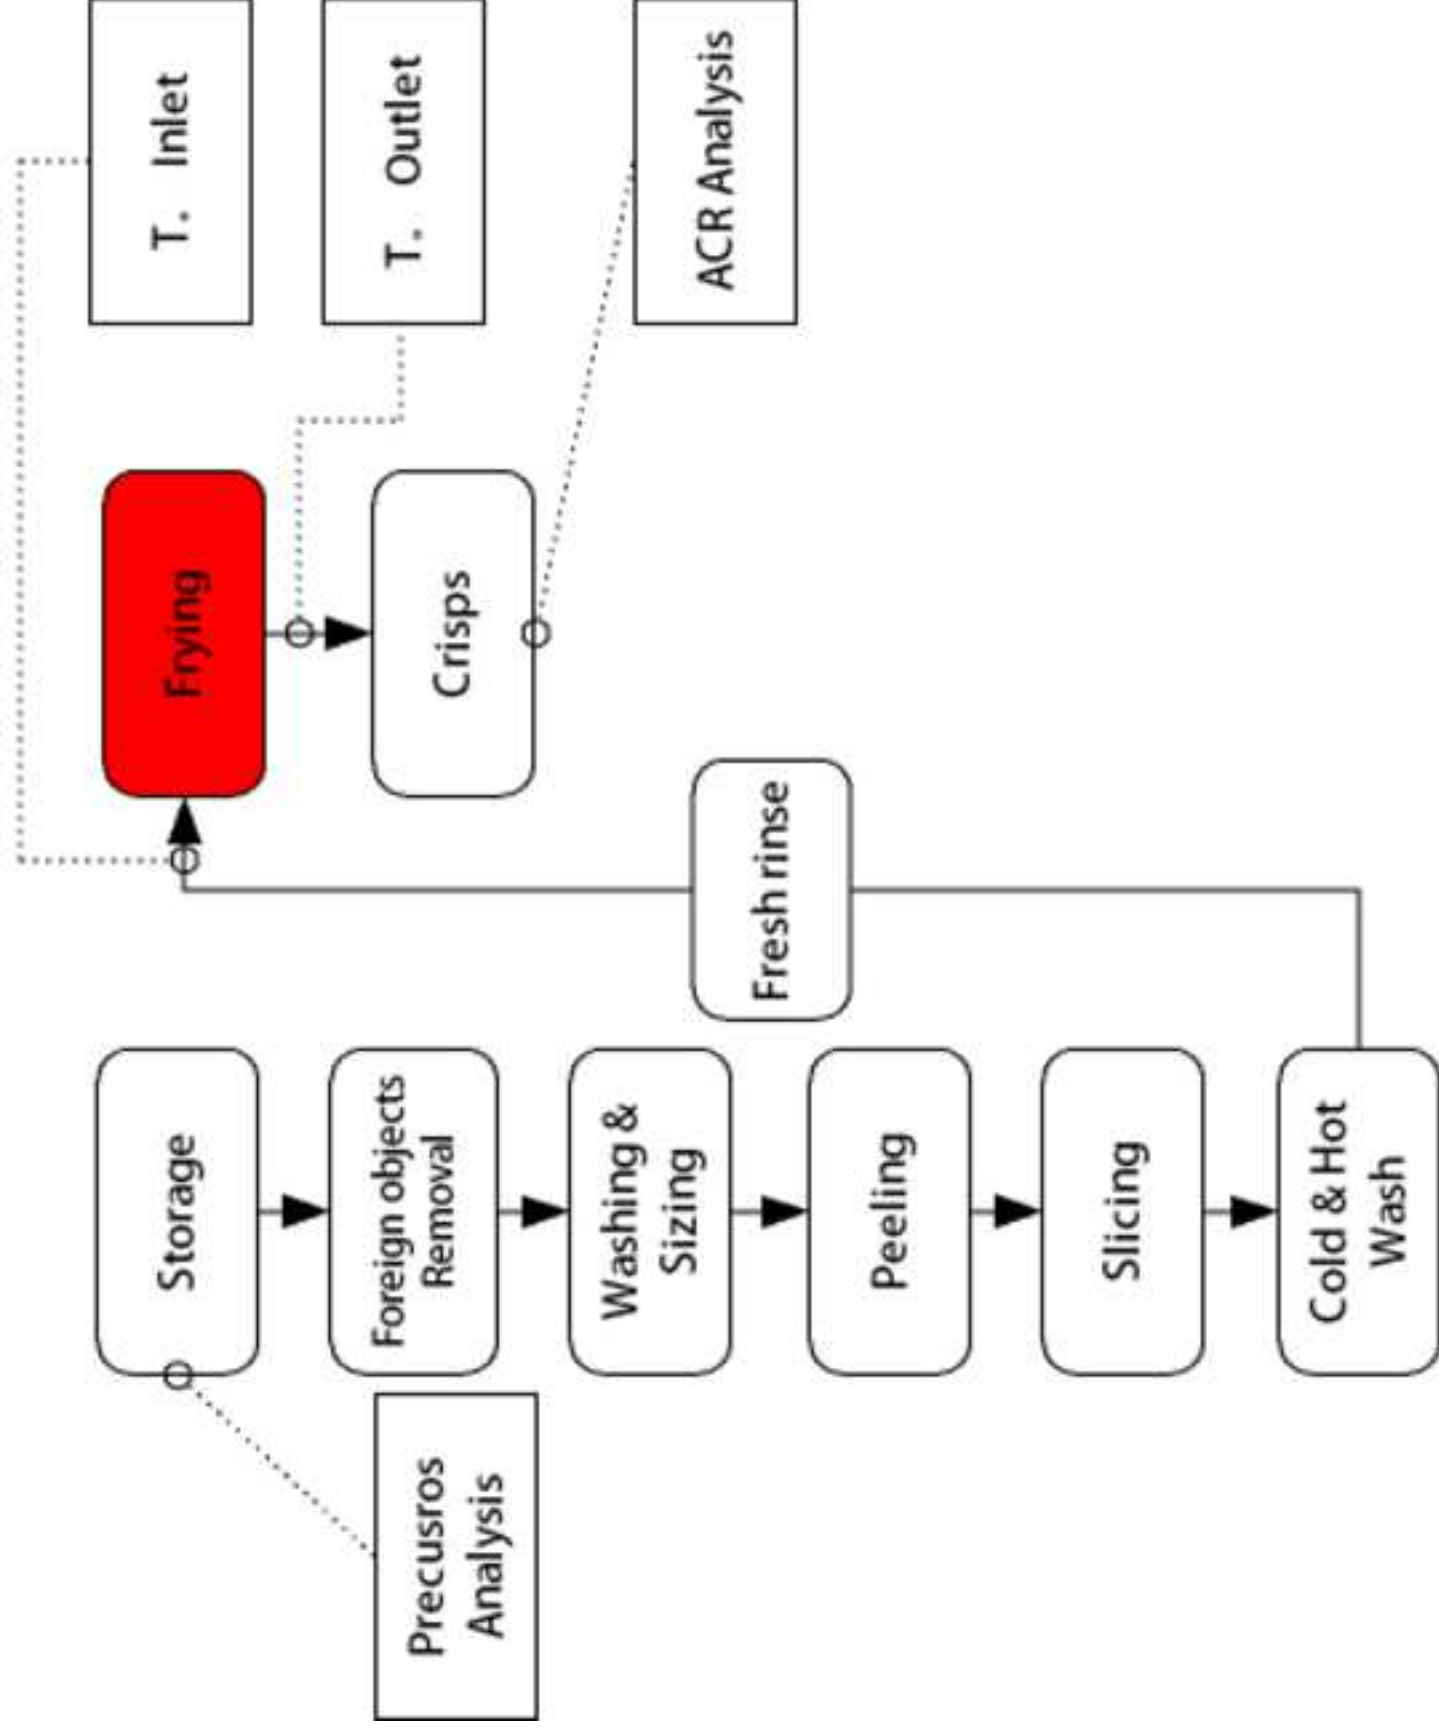 Precusros
Analysis
Storage
Foreign objects
Removal
Washing &
Sizing
Peeling
Slicing
Cold & Hot
Wash
Fresh rinse
Frying
Crisps
T. Inlet
T. Outlet
ACR Analysis